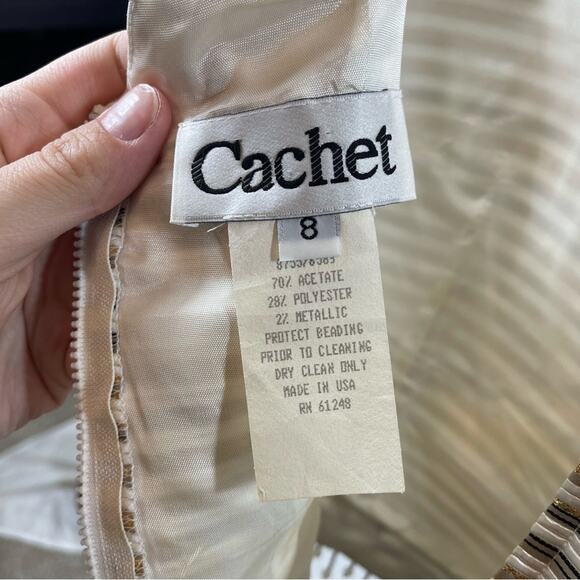 Cachet
8
70% ACETATE
28% POLYESTER
2% METALLIC
PROTECT BEADING
PRIOR TO CLEANING
DRY CLEAN ONLY
MADE IN USA
RN 61248